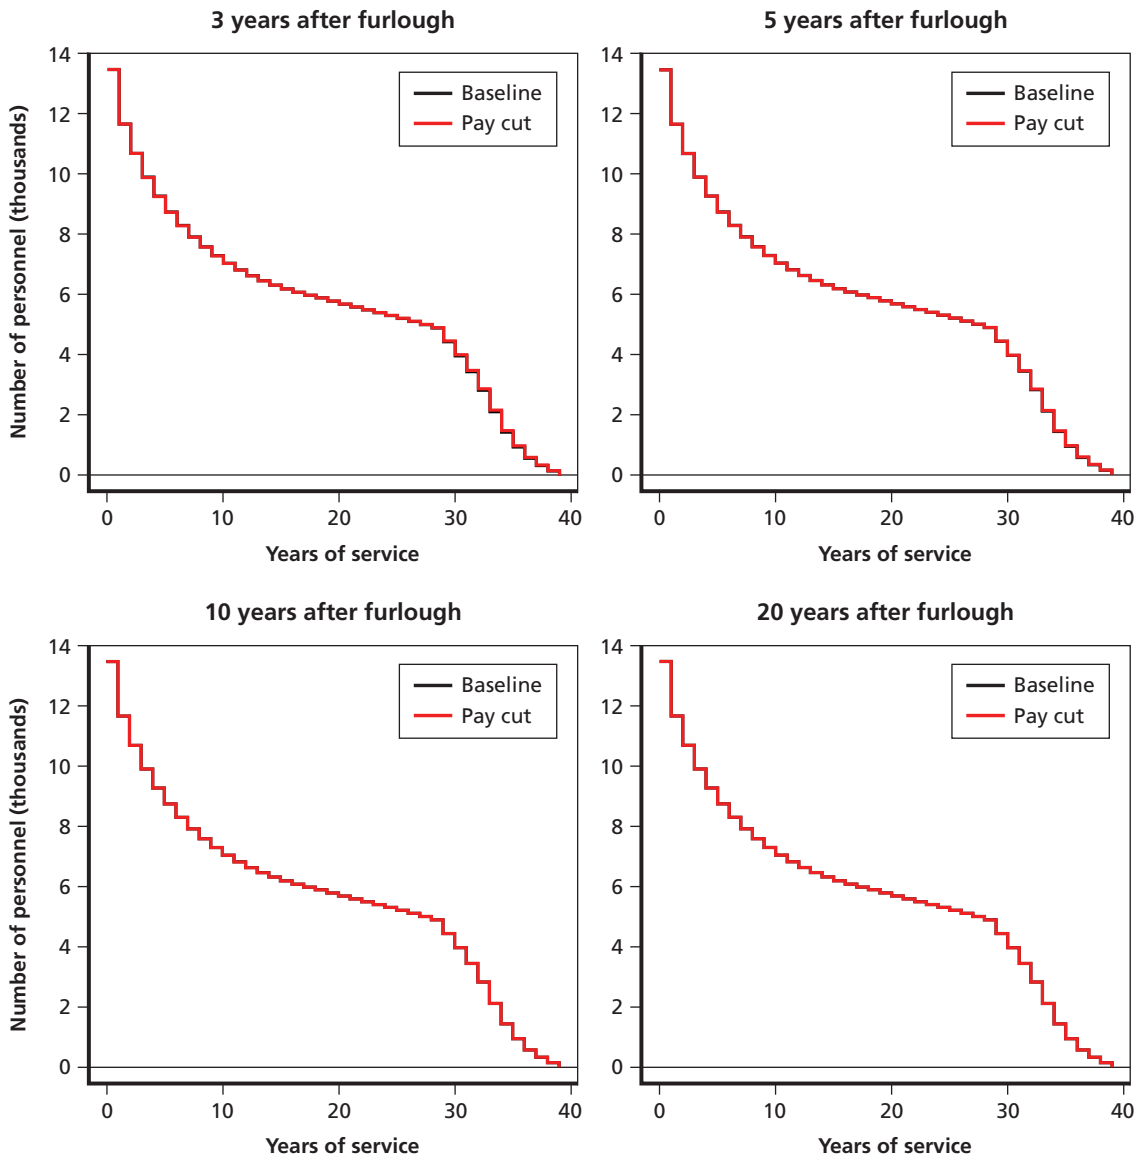 3 years after furlough
Number of personnel (thousands)
14
12
10
8
6
4
2
0
Baseline
Pay cut
0 10 20 30 40
Years of service
5 years after furlough
14
12
10
8
6
4
2
0
Baseline
Pay cut
0 10 20 30 40
Years of service
10 years after furlough
Number of personnel (thousands)
14
12
10
8
6
4
2
0
Baseline
Pay cut
0 10 20 30 40
Years of service
20 years after furlough
14
12
10
8
6
4
2
0
Baseline
Pay cut
0 10 20 30 40
Years of service